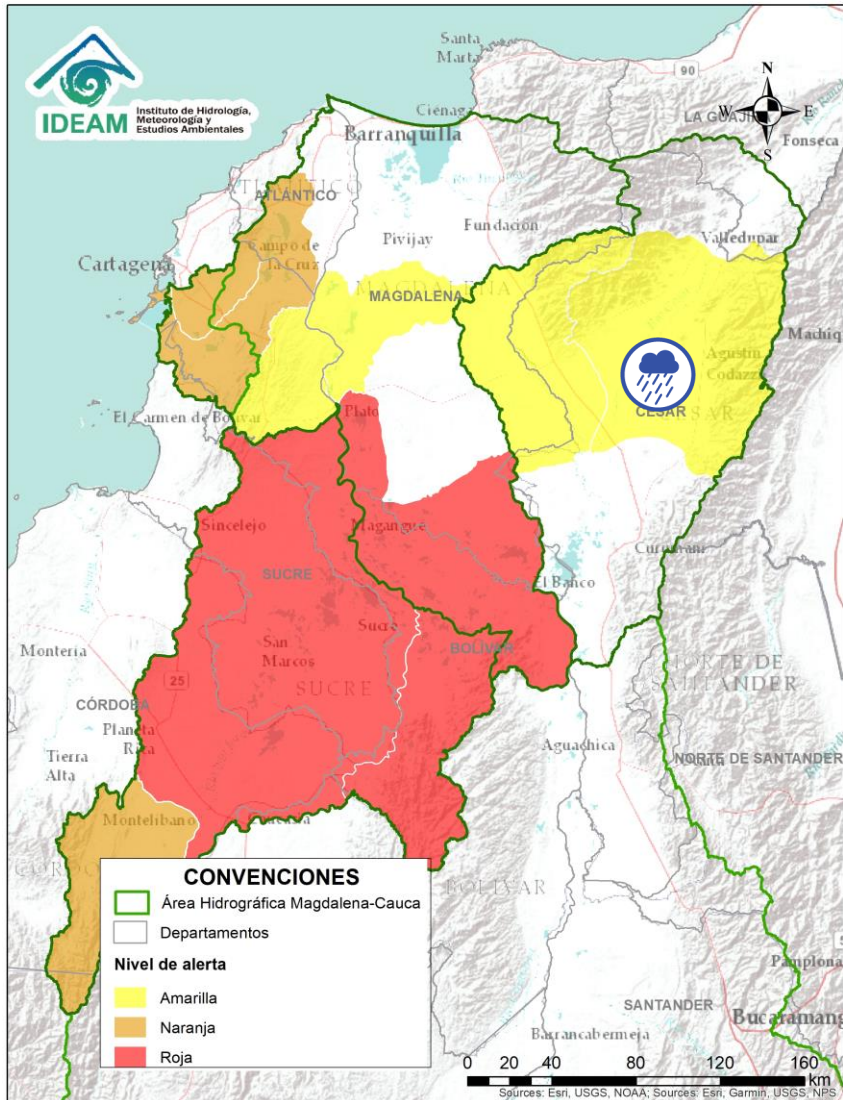 IDEAM
Instituto de Hidrología,
Meteorología y
Estudios Ambientales
Santa
Marta
90
N
W
E
S
LA GUAJIRA
Fonseca
Ciénaga
Barranquilla
ATLÁNTICO
Fundación
Valledupar
Pivijay
Campo de
la Cruz
Cartagena
MAGDALENA
MAGDALENA
Machiq
Agustín
Codazzi
CESAR
Plato
El Carmen de Bolívar
Sincelejo
Magangué
Curumaní
El Banco
SUCRE
Sucre
San
Marcos
BOLÍVAR
SUCRE
Montería
25
NORTE DE
SANTANDER
CÓRDOBA
Planeta
Rica
Tierra
Alta
Aguachica
NORTE DE SANTANDER
Montelibano
Caucasia
BOLÍVAR
CONVENCIONES
Área Hidrográfica Magdalena-Cauca
Departamentos
Nivel de alerta
Amarilla
Naranja
Roja
Pamplona
SANTANDER
Bucaramang
Barrancabermeja
0 20 40 80 120 160
Km
Sources: Esri, USGS, NOAA; Sources: Esri, Garmin, USGS, NPS